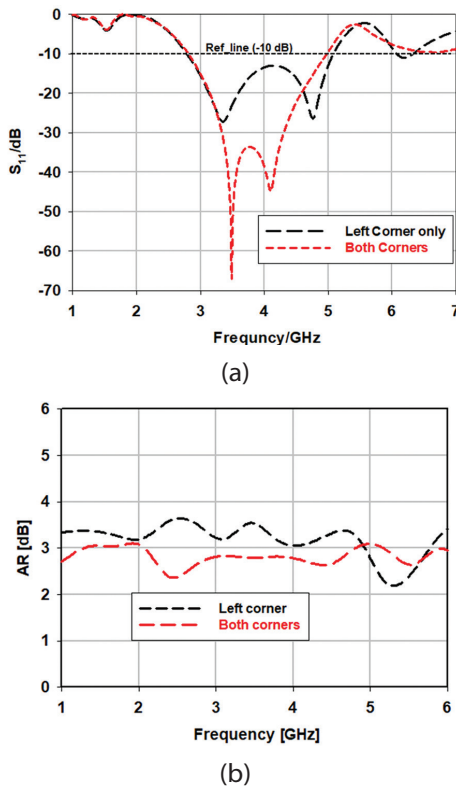 0
-10
-20
-30
-40
-50
-60
-70
S11/dB
Ref_line (-10 dB)
Left Corner only
Both Corners
1 2 3 4 5 6 7
Frequncy/GHz
(a)
6
5
4
3
2
1
0
AR [dB]
Left corner
Both corners
1 2 3 4 5 6
Frequency [GHz]
(b)